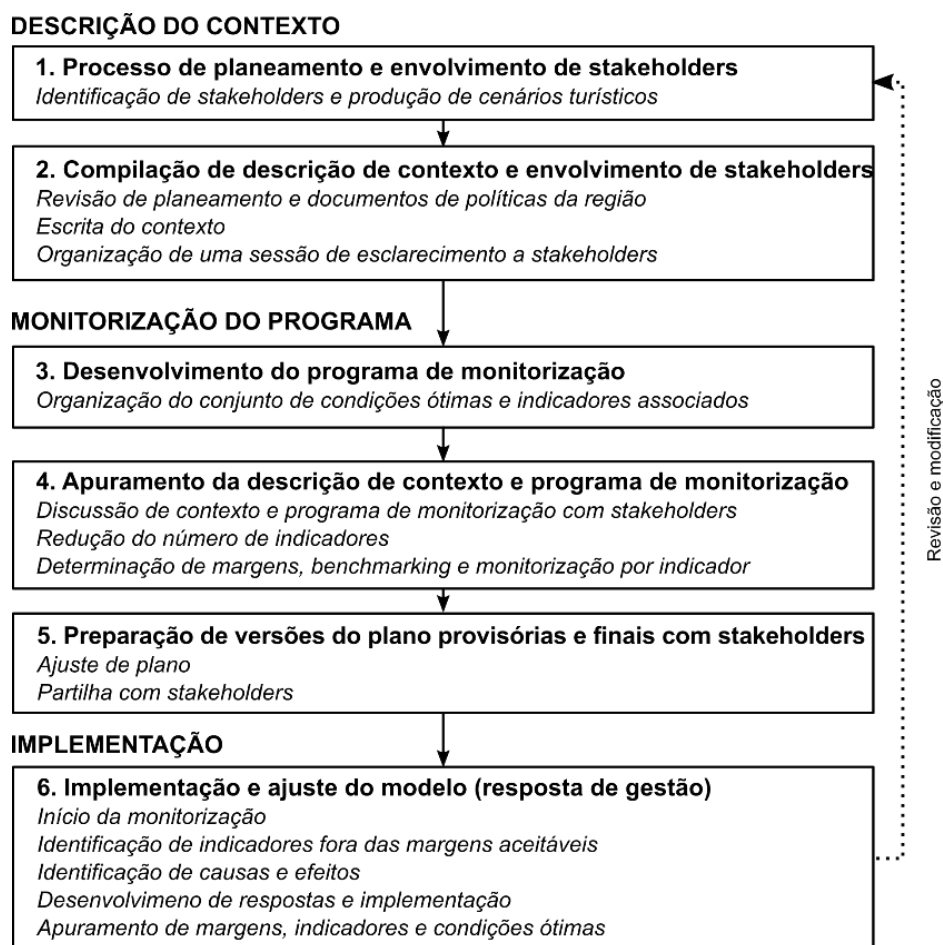 DESCRIÇÃO DO CONTEXTO
1. Processo de planeamento e envolvimento de stakeholders
Identificação de stakeholders e produção de cenários turísticos
2. Compilação de descrição de contexto e envolvimento de stakeholders
Revisão de planeamento e documentos de políticas da região
Escrita do contexto
Organização de uma sessão de esclarecimento a stakeholders
MONITORIZAÇÃO DO PROGRAMA
3. Desenvolvimento do programa de monitorização
Organização do conjunto de condições ótimas e indicadores associados
4. Apuramento da descrição de contexto e programa de monitorização
Discussão de contexto e programa de monitorização com stakeholders
Redução do número de indicadores
Determinação de margens, benchmarking e monitorização por indicador
5. Preparação de versões do plano provisórias e finais com stakeholders
Ajuste de plano
Partilha com stakeholders
IMPLEMENTAÇÃO
6. Implementação e ajuste do modelo (resposta de gestão)
Início da monitorização
Identificação de indicadores fora das margens aceitáveis
Identificação de causas e efeitos
Desenvolvimeno de respostas e implementação
Apuramento de margens, indicadores e condições ótimas
Revisão e modificação